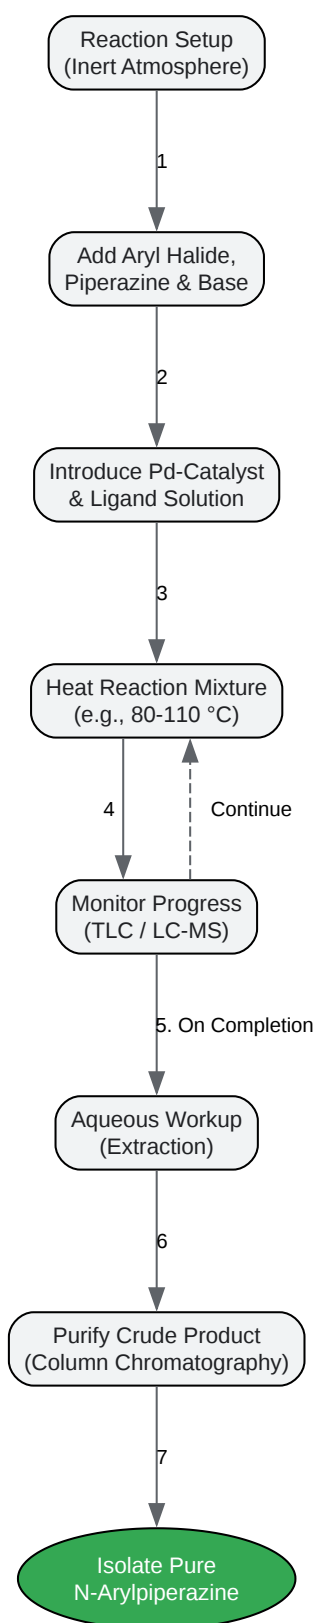 Reaction Setup
(Inert Atmosphere)
1
Add Aryl Halide,
Piperazine & Base
2
Introduce Pd-Catalyst
& Ligand Solution
3
Heat Reaction Mixture
(e.g., 80-110 °C)
4
Continue
Monitor Progress
(TLC / LC-MS)
5. On Completion
Aqueous Workup
(Extraction)
6
Purify Crude Product
(Column Chromatography)
7
Isolate Pure
N-Arylpiperazine